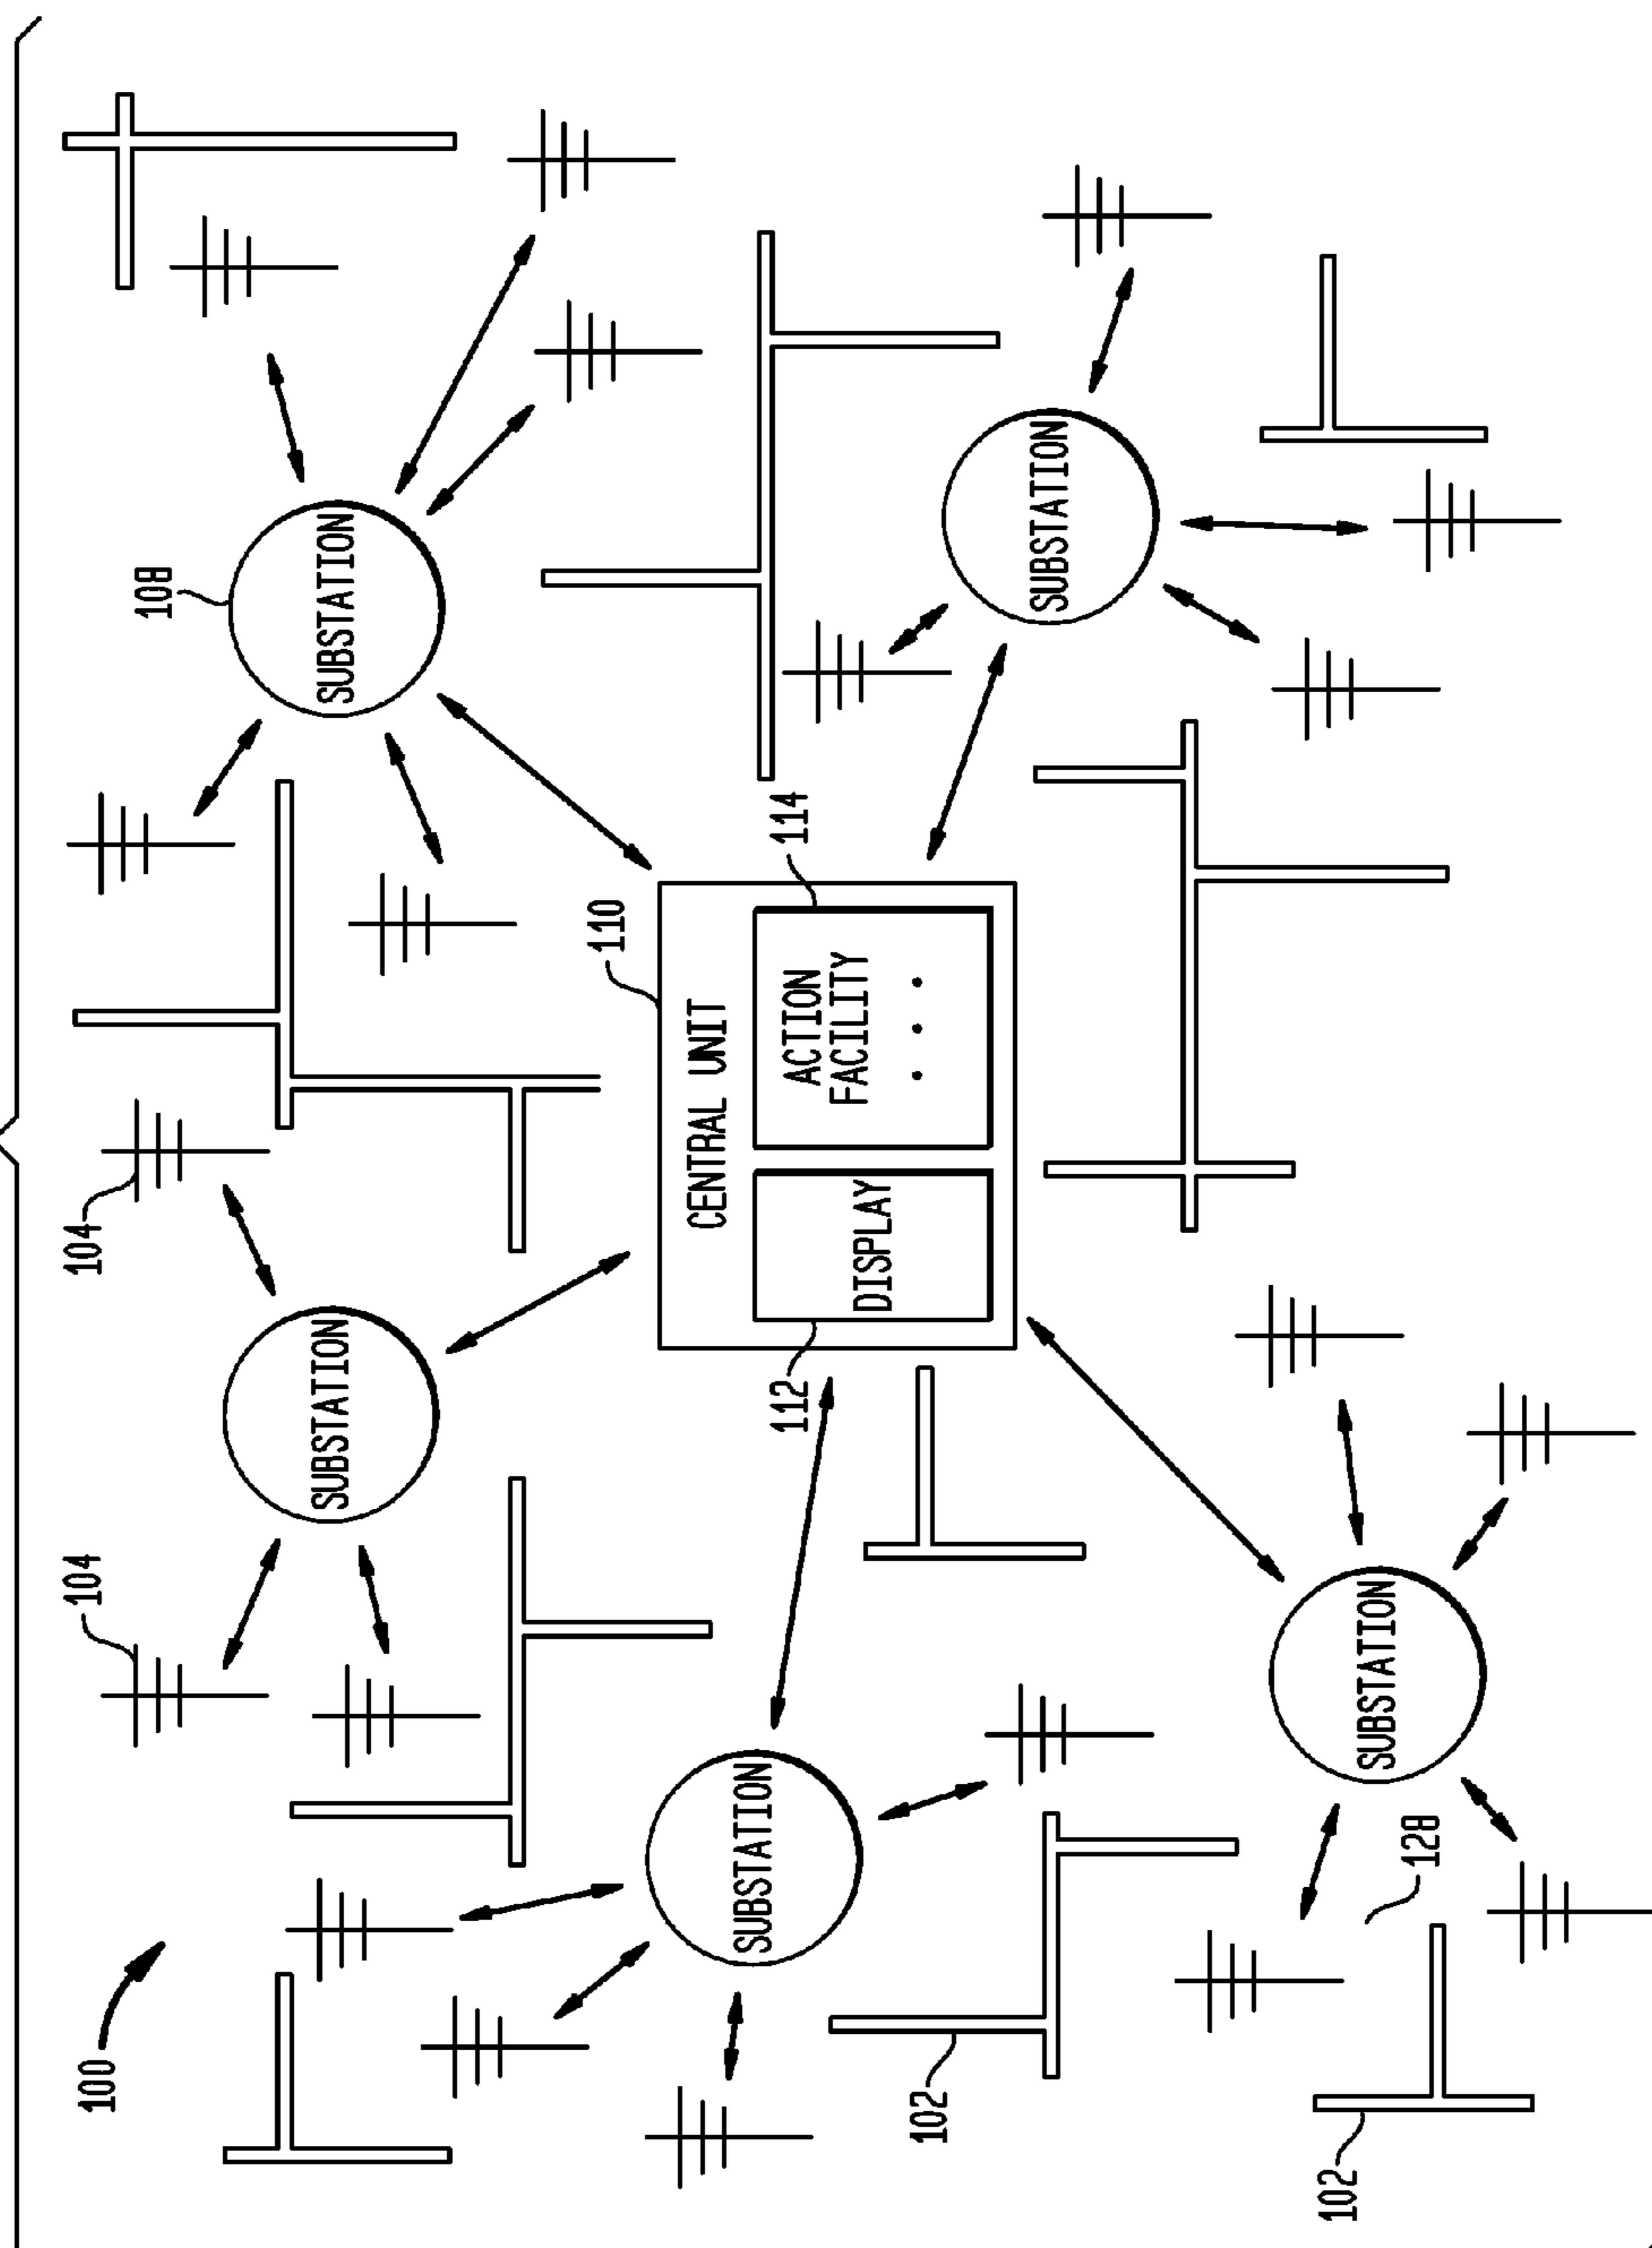 100
104
104
108
SUBSTATION
SUBSTATION
110
CENTRAL UNIT
112
DISPLAY
114
ACTION
FACILITY
. . .
SUBSTATION
SUBSTATION
102
102
128
SUBSTATION